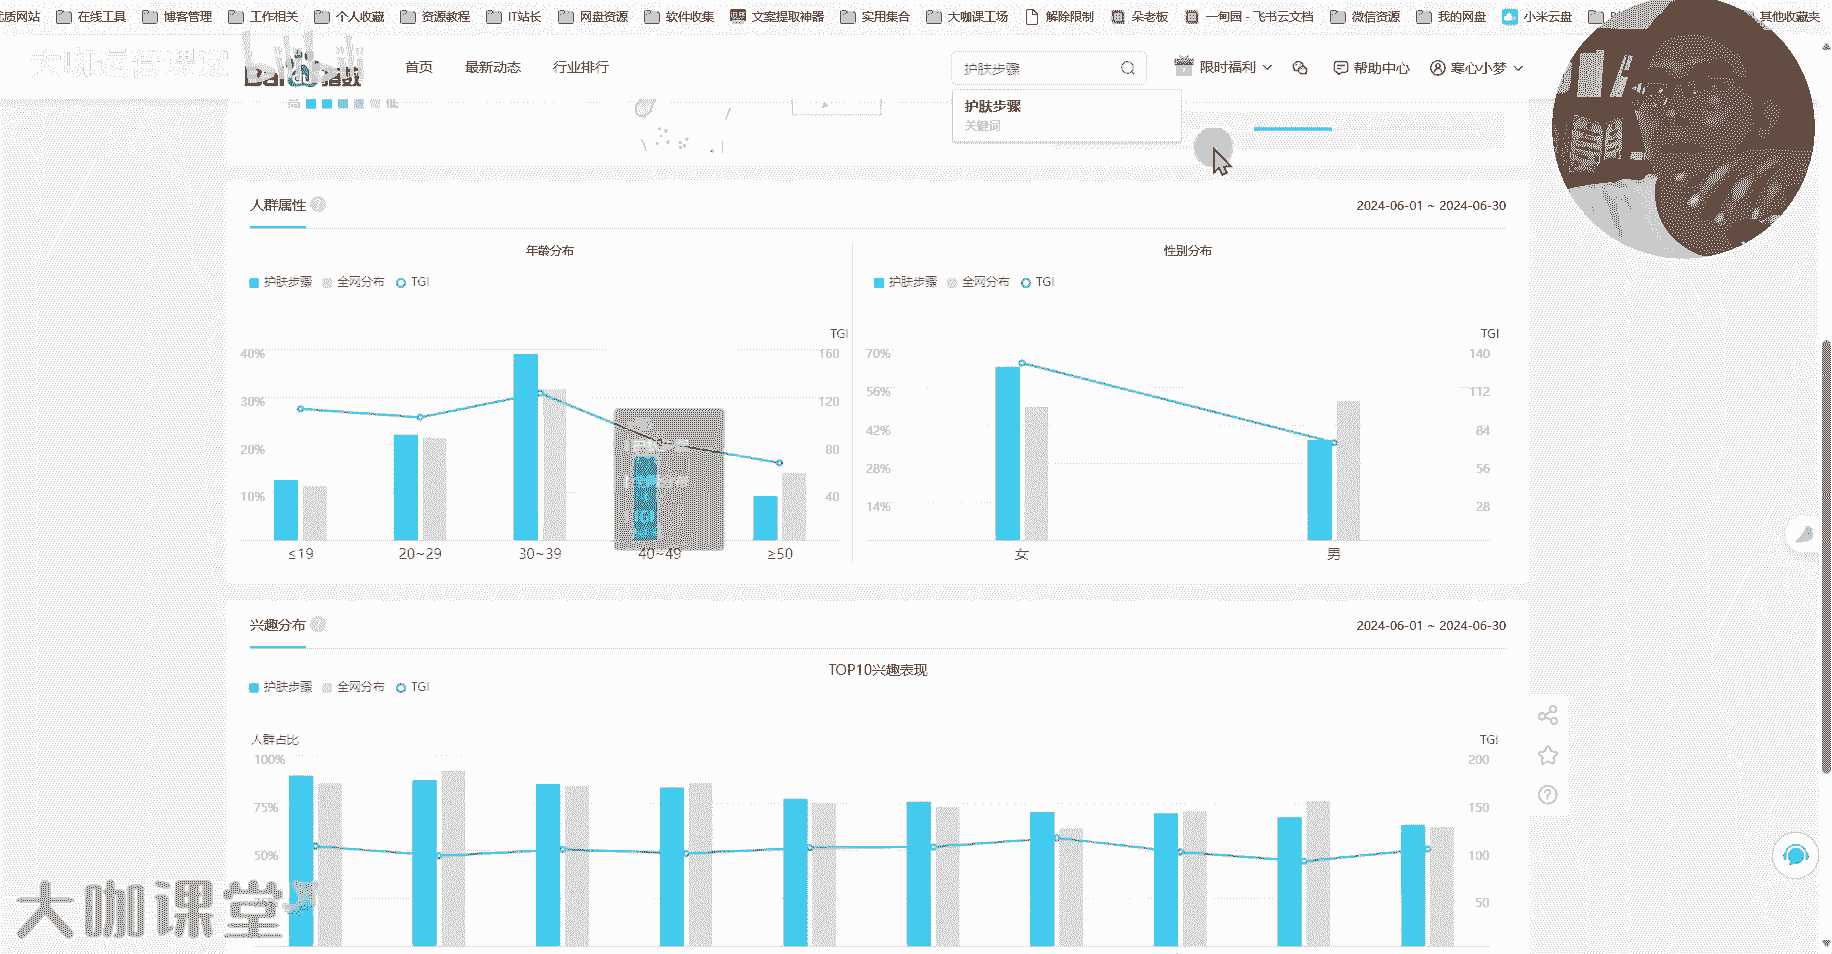 优质网站 在线工具 博客管理 工作相关 个人收藏 资源教程 IT站长 网盘资源 软件收集 文案提取神器 实用集合 大咖课工场 解除限制 朵老板 一甸园 - 飞书云文档 微信资源 我的网盘 小米云盘 其他收藏夹
Bai 指数 首页 最新动态 行业排行 护肤步骤 限时福利 帮助中心 寒心小梦
护肤步骤
关键词
高 低
人群属性 2024-06-01 ~ 2024-06-30
年龄分布 性别分布
护肤步骤 全网分布 TGI 护肤步骤 全网分布 TGI
TGI TGI
40% 160 70% 140
56% 112
30% 120
42% 84
20% 80
28% 56
10% 40
14% 28
≤19 20~29 30~39 40~49 ≥50 女 男
兴趣分布 2024-06-01 ~ 2024-06-30
TOP10兴趣表现
护肤步骤 全网分布 TGI
人群占比 TGI
100% 200
75% 150
50% 100
50
大咖课堂